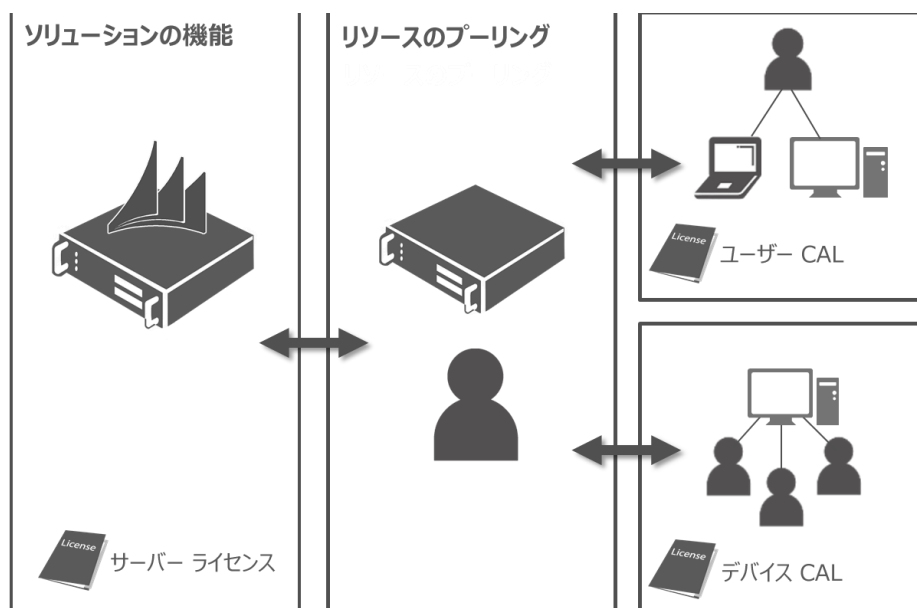 ソリューションの機能
リソースのプーリング
License
ユーザー CAL
License
サーバー ライセンス
License
デバイス CAL